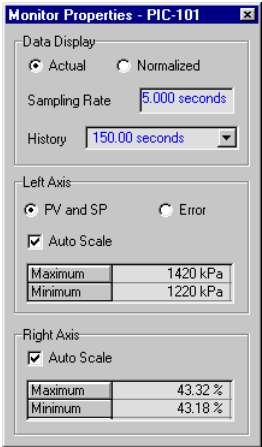 Monitor Properties - PIC-101
Data Display
Actual Normalized
Sampling Rate 5.000 seconds
History 150.00 seconds
Left Axis
PV and SP Error
Auto Scale
Maximum 1420 kPa
Minimum 1220 kPa
Right Axis
Auto Scale
Maximum 43.32 %
Minimum 43.18 %